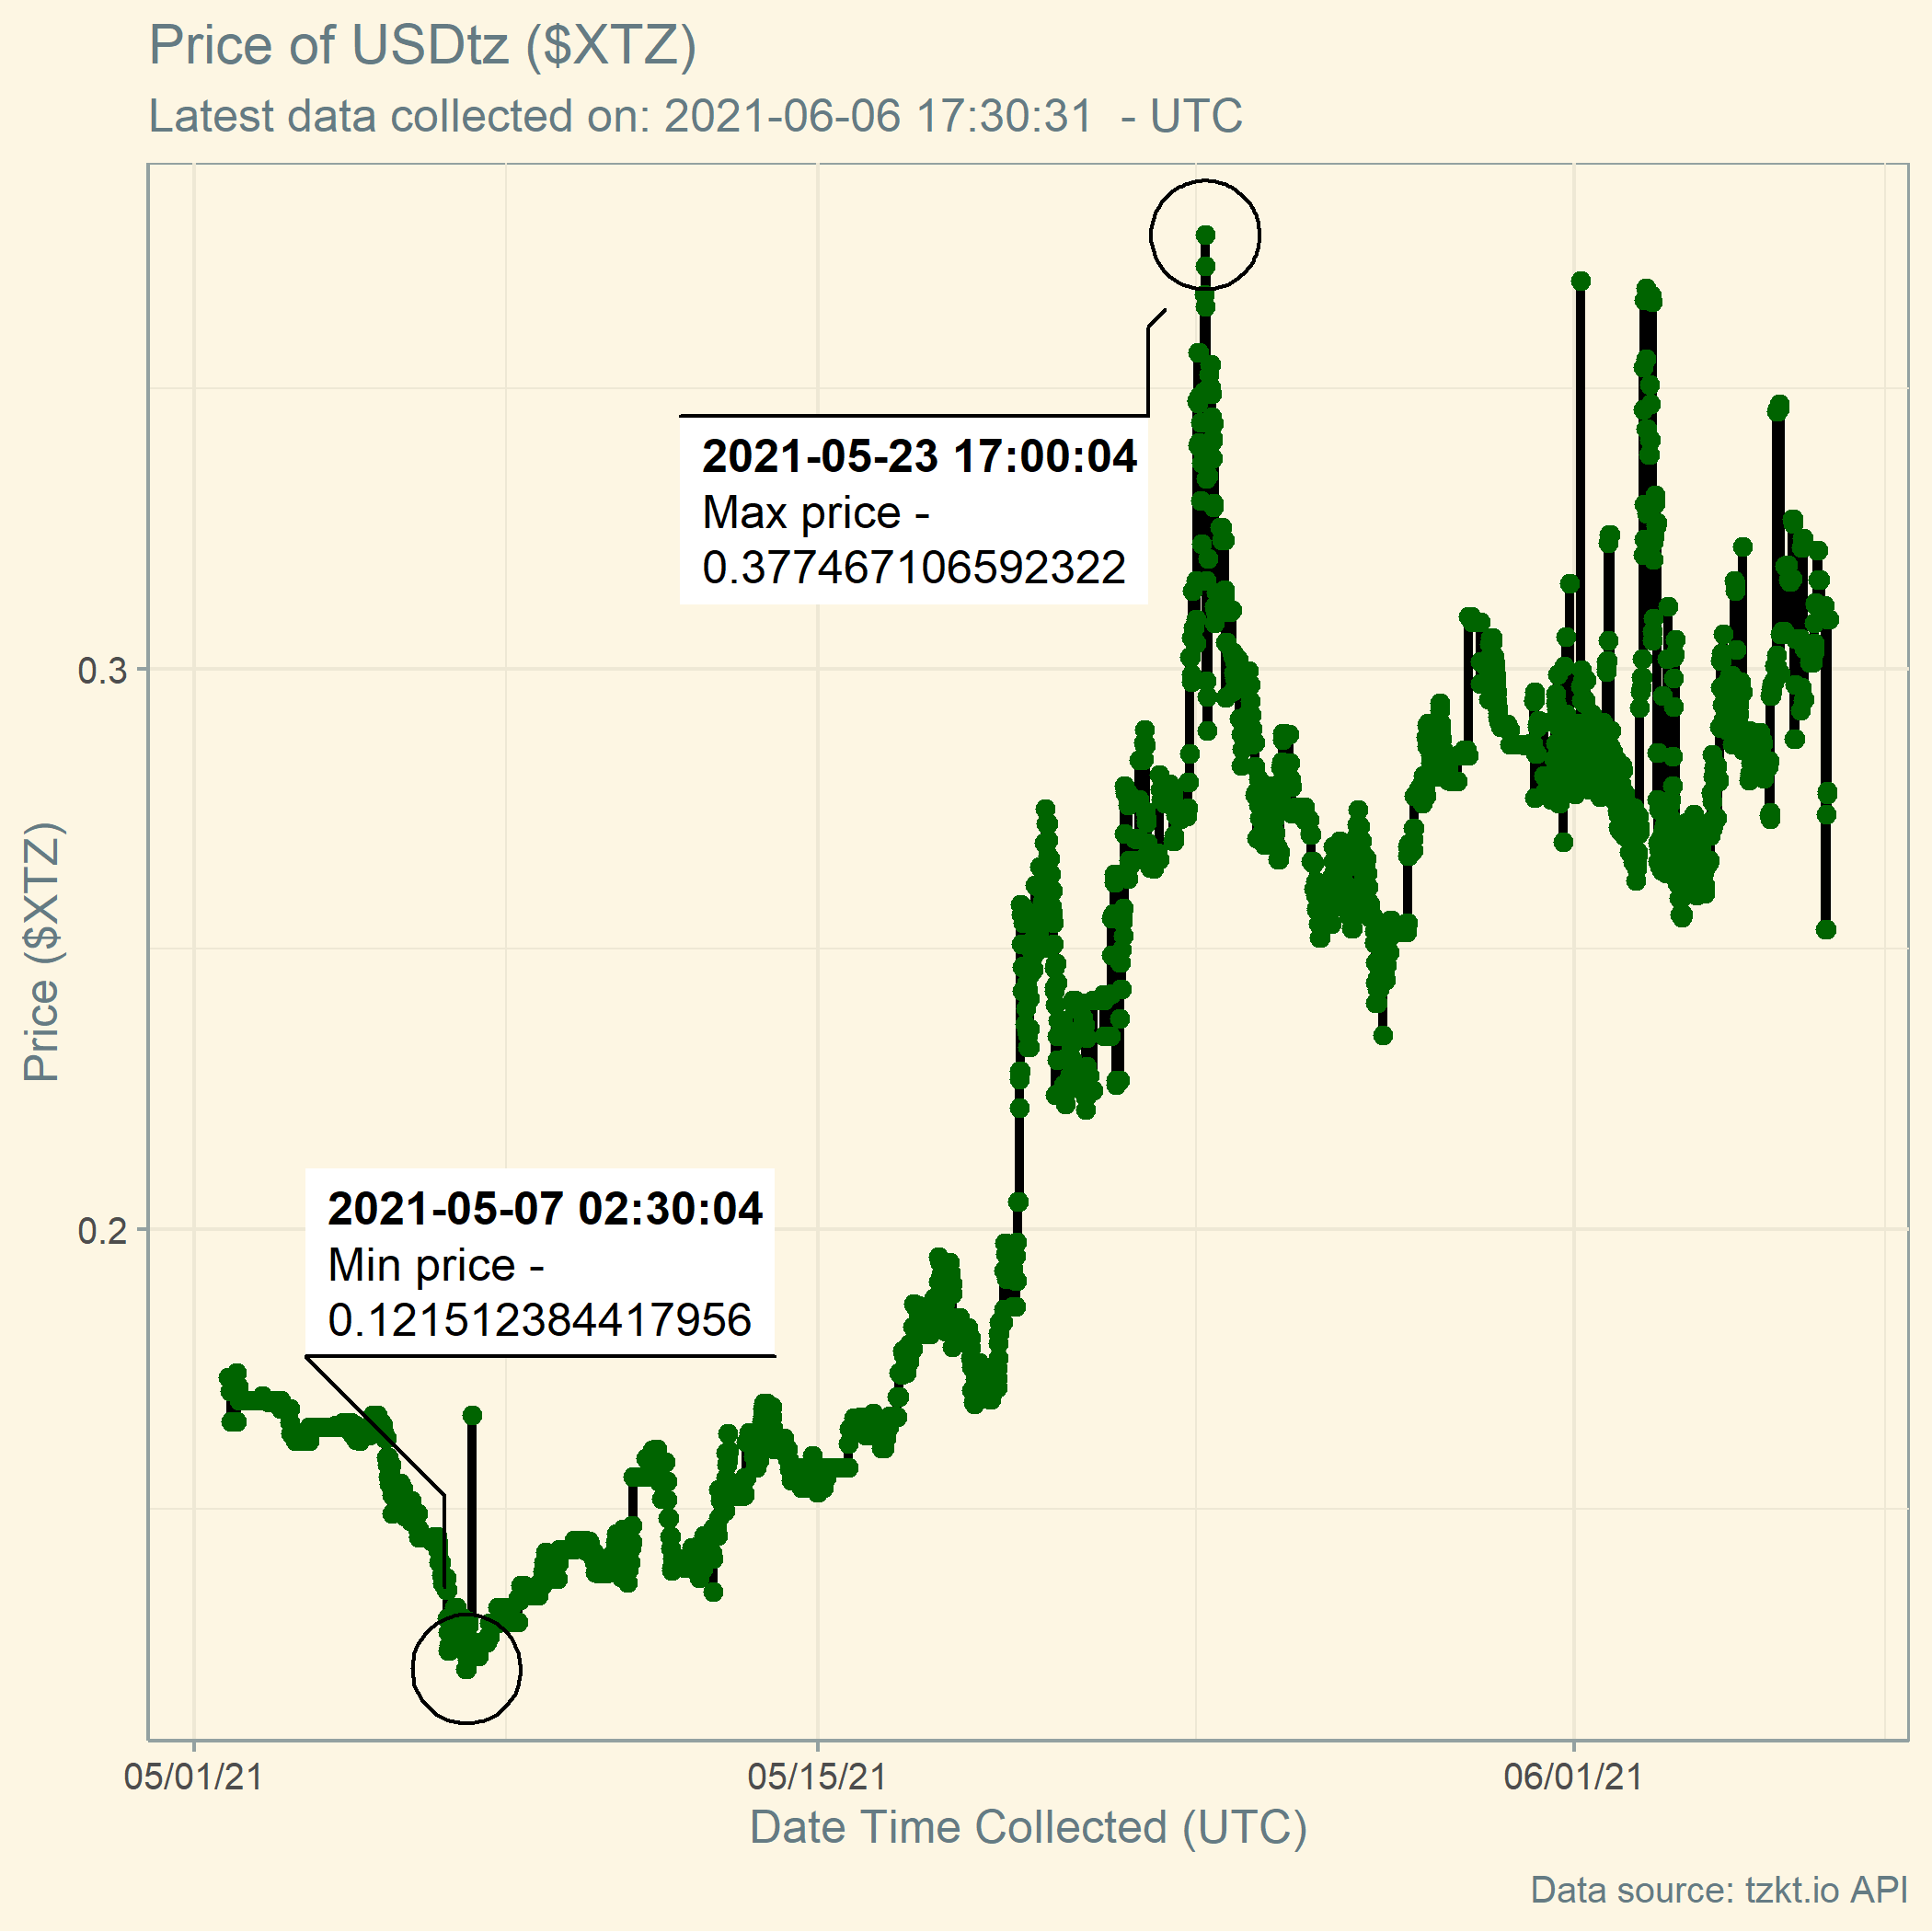 Price of USDtz ($XTZ)
Latest data collected on: 2021-06-06 17:30:31  - UTC
2021-05-23 17:00:04
Max price -
0.377467106592322
0.3
Price ($XTZ)
0.2
2021-05-07 02:30:04
Min price -
0.121512384417956
05/01/21
05/15/21
06/01/21
Date Time Collected (UTC)
Data source: tzkt.io API